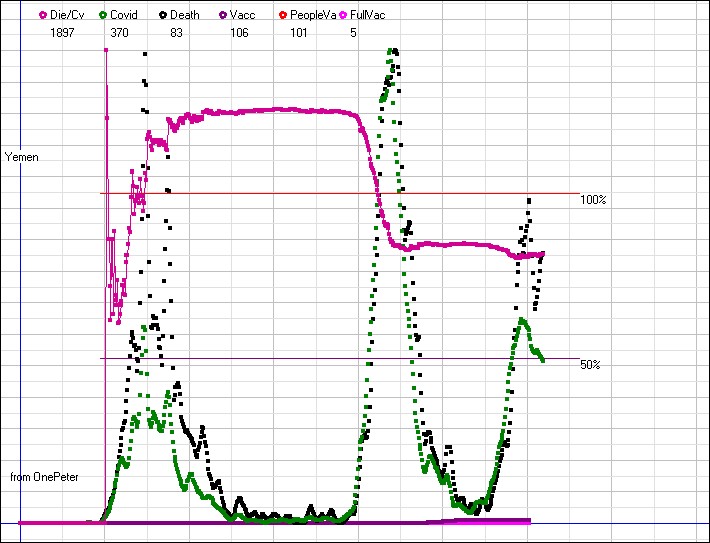 Die/Cv Covid Death Vacc PeopleVa FullVac
1897 370 83 106 101 5
Yemen
100%
50%
from OnePeter